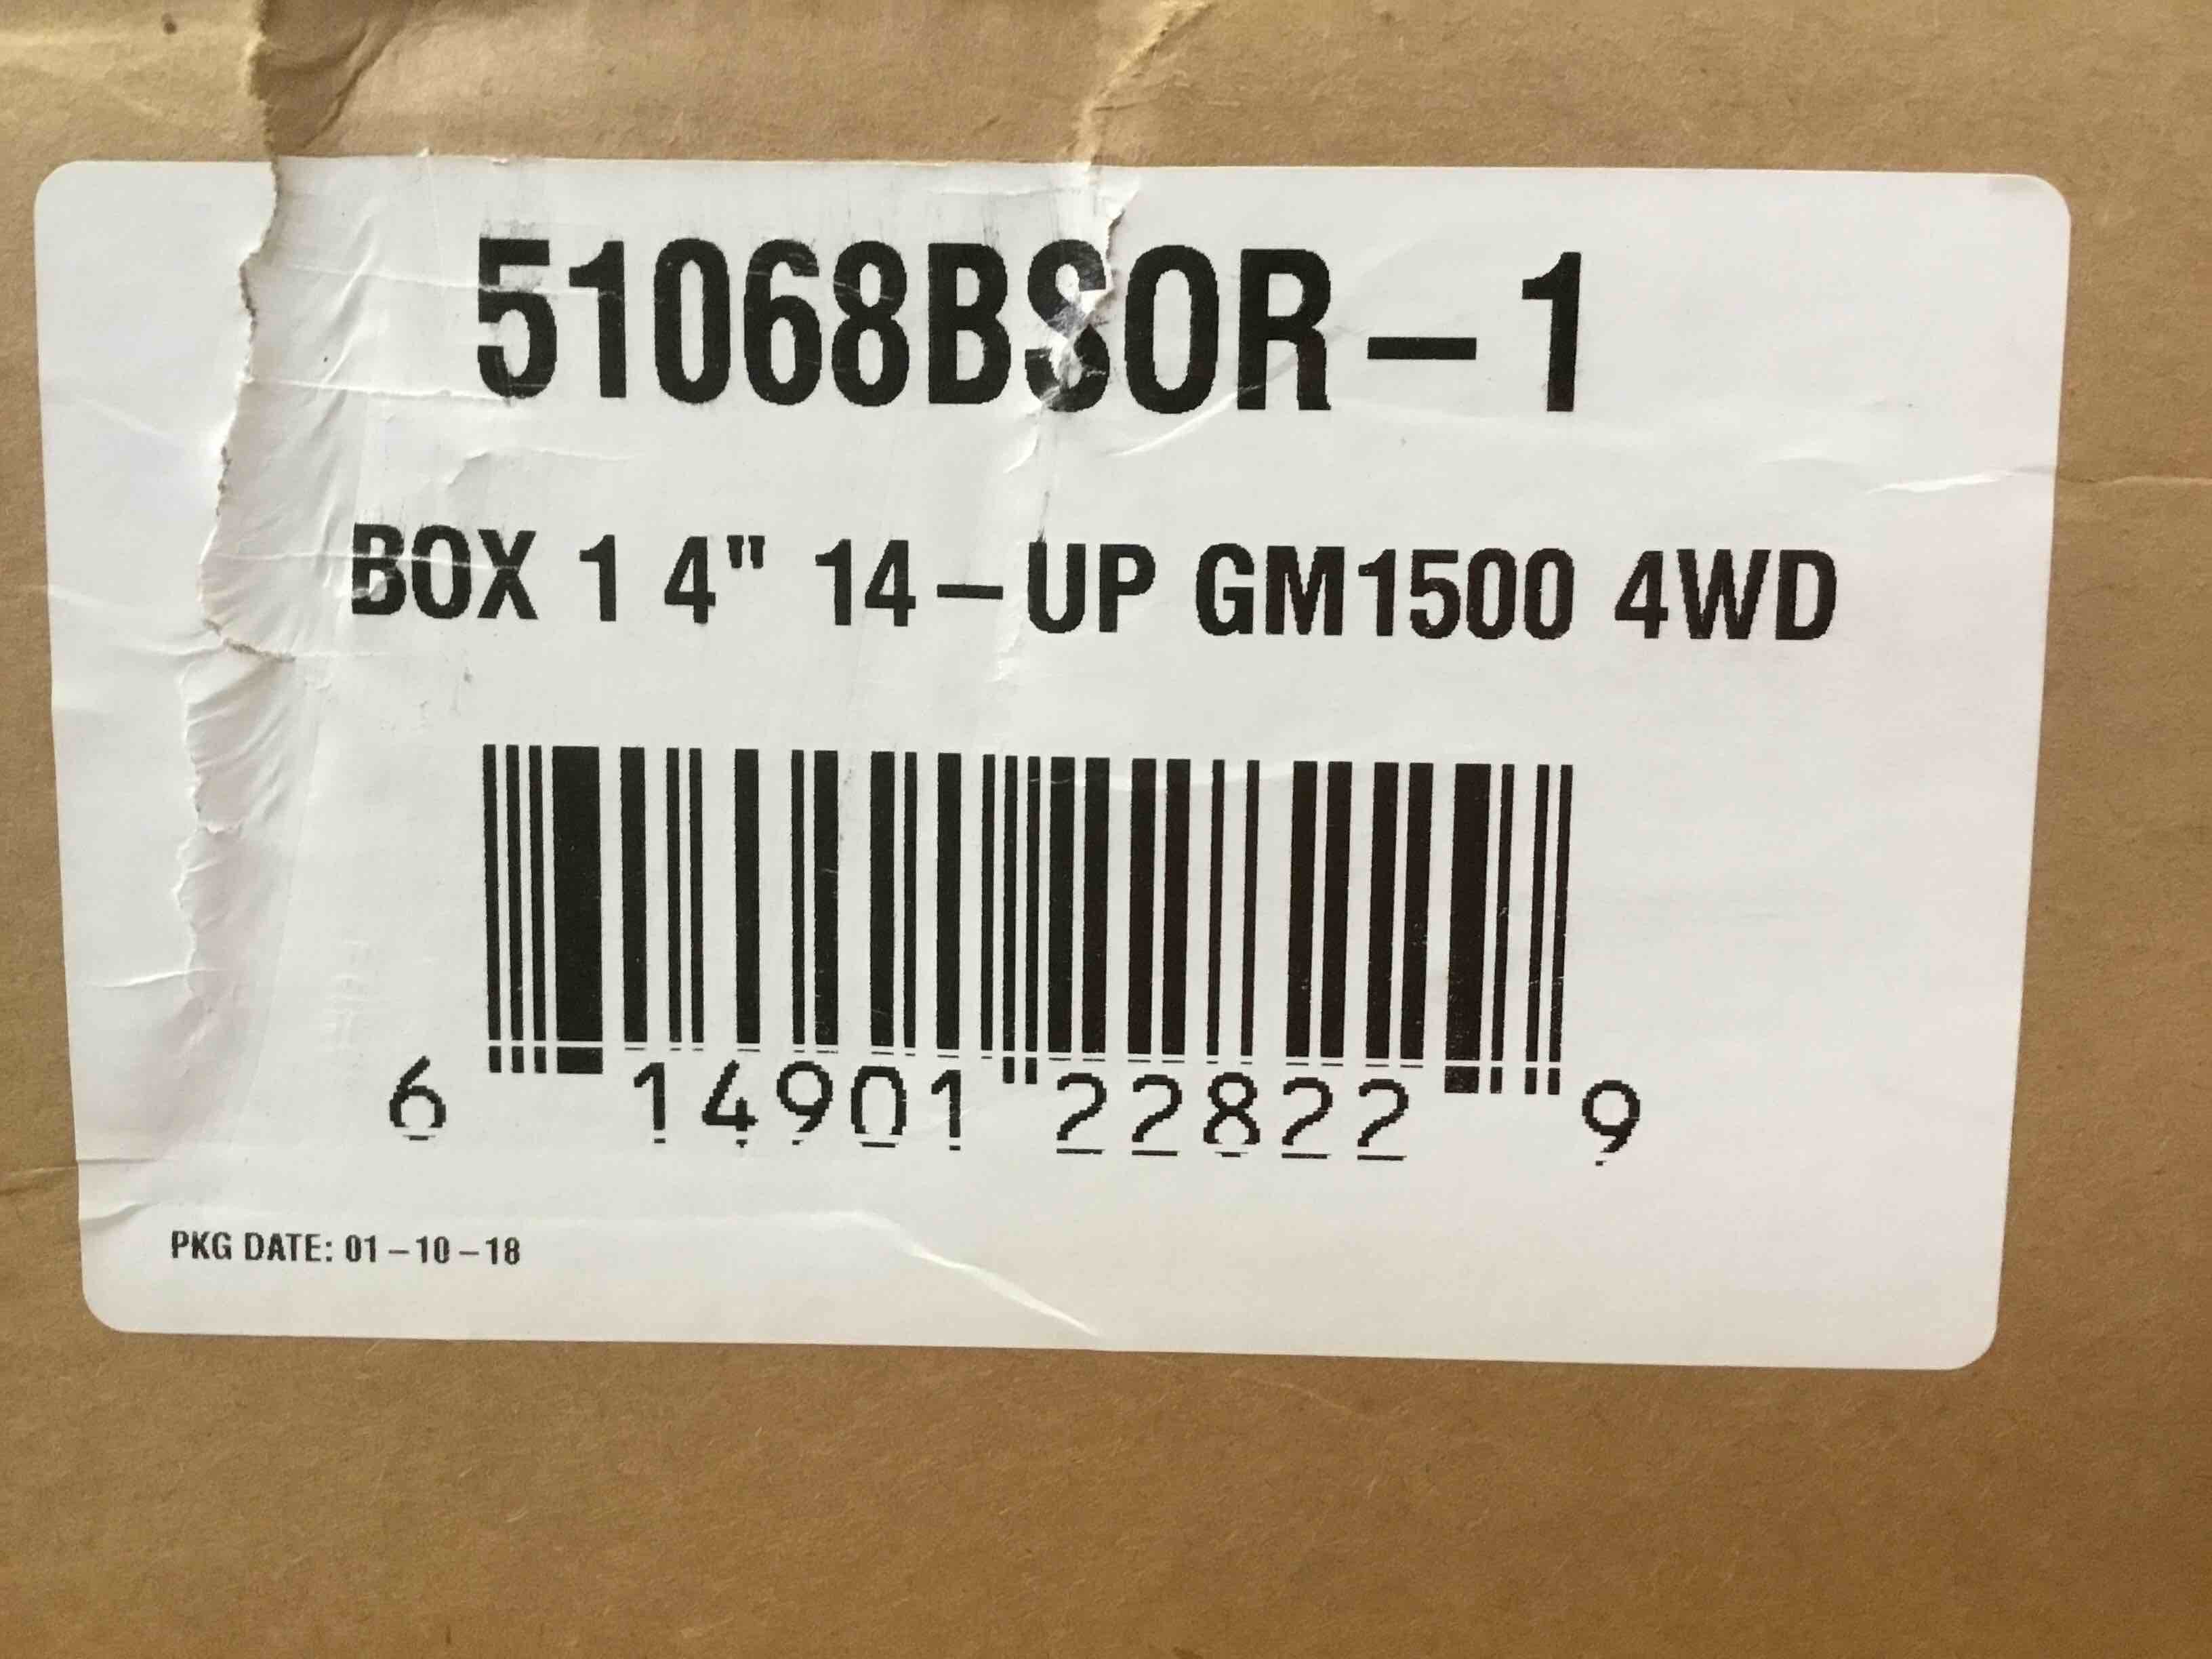 51068BSOR-1
BOX 1 4" 14-UP GM1500 4WD
6 14901 22822 9
PKG DATE: 01-10-18